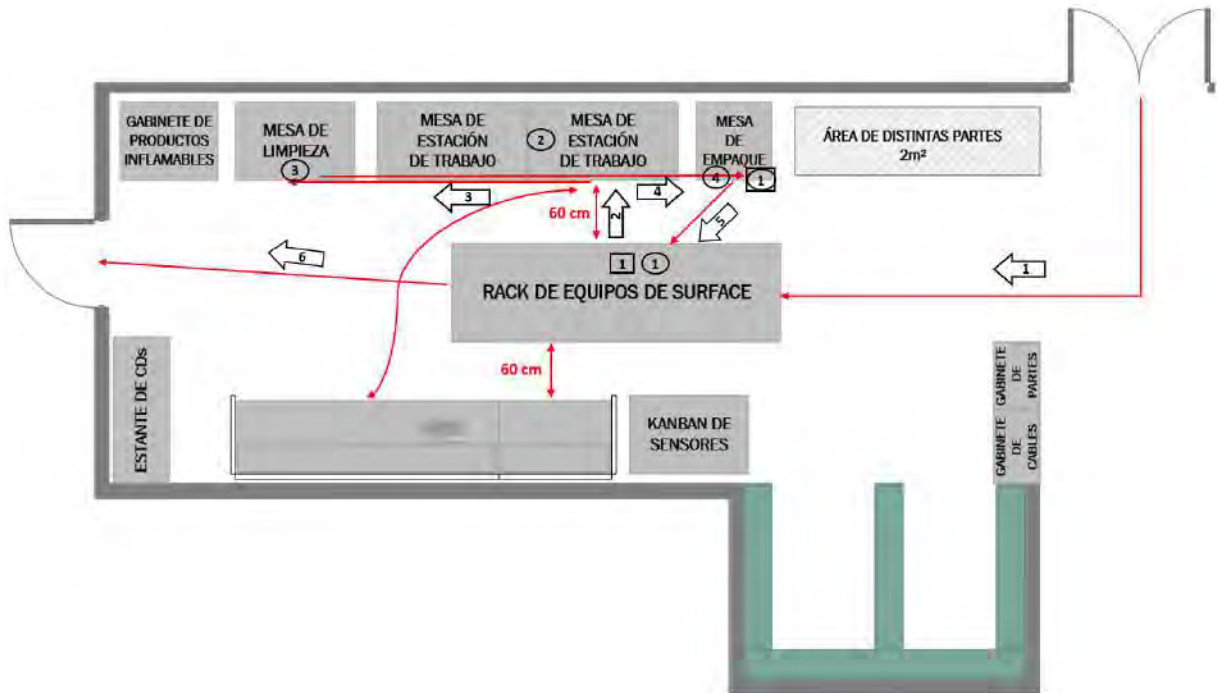 GABINETE DE
PRODUCTOS
INFLAMABLES
MESA DE
LIMPIEZA
3
MESA DE
ESTACIÓN
DE TRABAJO
2
MESA DE
ESTACIÓN
DE TRABAJO
MESA
DE
EMPAQUE
4
1
ÁREA DE DISTINTAS PARTES
2m²
3
4
60 cm
2
5
6
1
1
1
RACK DE EQUIPOS DE SURFACE
60 cm
ESTANTE DE CDs
KANBAN DE
SENSORES
GABINETE
DE
PARTES
GABINETE
DE
CABLES